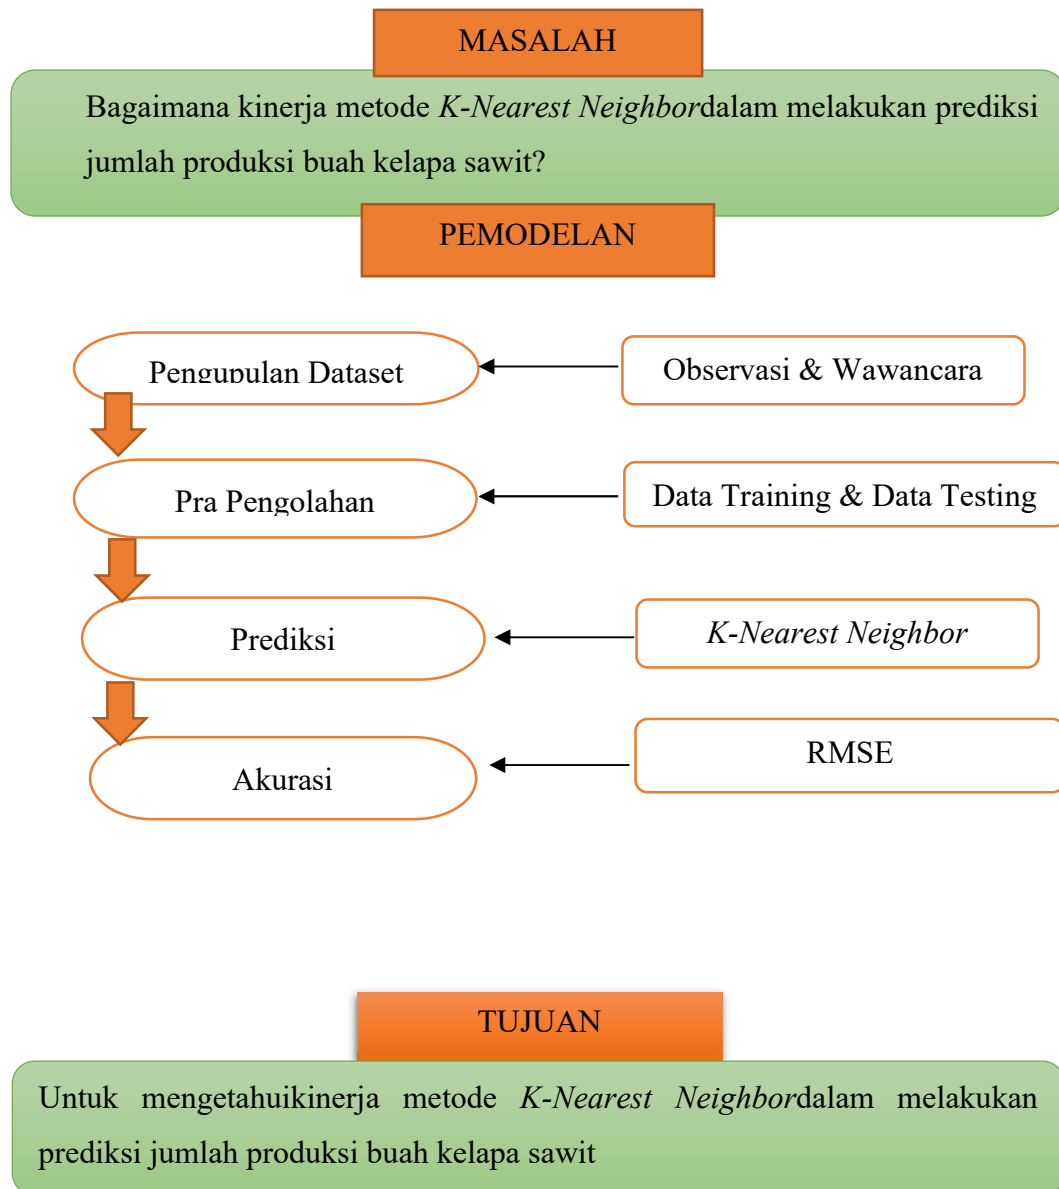 MASALAH
Bagaimana kinerja metode K-Nearest Neighbordalam melakukan prediksi
jumlah produksi buah kelapa sawit?
PEMODELAN
Pengupulan Dataset
Observasi & Wawancara
Pra Pengolahan
Data Training & Data Testing
Prediksi
K-Nearest Neighbor
Akurasi
RMSE
TUJUAN
Untuk mengetahuikinerja metode K-Nearest Neighbordalam melakukan
prediksi jumlah produksi buah kelapa sawit